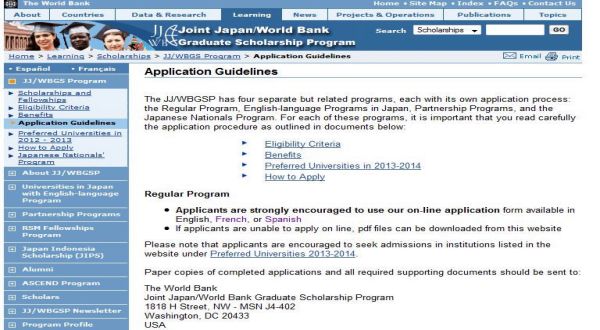 The World Bank
Home • Site Map • Index • FAQs • Contact Us
About Countries Data & Research Learning News Projects & Operations Publications Topics
JJ/WBGS
Joint Japan/World Bank
Graduate Scholarship Program
Search Scholarships GO
Home > Learning > Scholarships > JJ/WBGS Program > Application Guidelines
Email Print
• Español • Français
JJ/WBGS Program
Scholarships and
Fellowships
Eligibility Criteria
Benefits
Application Guidelines
Preferred Universities in
2012 - 2013
How to Apply
Japanese Nationals'
Program
About JJ/WBGSP
Universities in Japan
with English-language
Program
Partnership Programs
RSM Fellowships
Program
Japan Indonesia
Scholarship (JIPS)
Alumni
ASCEND Program
Scholars
JJ/WBGSP Newsletter
Program Profile
Application Guidelines
The JJ/WBGSP has four separate but related programs, each with its own application process:
the Regular Program, English-language Programs in Japan, Partnership Programs, and the
Japanese Nationals Program. For each of these programs, it is important that you read carefully
the application procedure as outlined in documents below:
Eligibility Criteria
Benefits
Preferred Universities in 2013-2014
How to Apply
Regular Program
• Applicants are strongly encouraged to use our on-line application form available in
English, French, or Spanish
• If applicants are unable to apply on line, pdf files can be downloaded from this website
Please note that applicants are encouraged to seek admissions in institutions listed in the
website under Preferred Universities 2013-2014.
Paper copies of completed applications and all required supporting documents should be sent to:
The World Bank
Joint Japan/World Bank Graduate Scholarship Program
1818 H Street, NW - MSN J4-402
Washington, DC 20433
USA